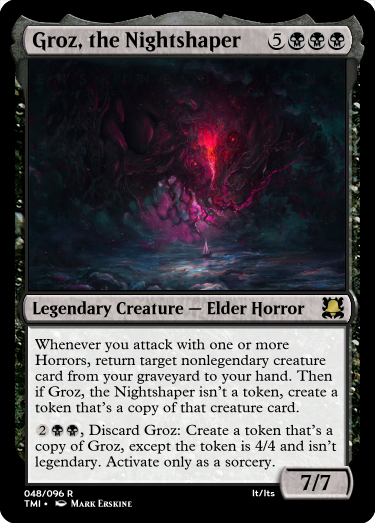 Groz, the Nightshaper 5
Legendary Creature — Elder Horror
Whenever you attack with one or more
Horrors, return target nonlegendary creature
card from your graveyard to your hand. Then
if Groz, the Nightshaper isn't a token, create a
token that's a copy of that creature card.
2, Discard Groz: Create a token that's a
copy of Groz, except the token is 4/4 and isn't
legendary. Activate only as a sorcery.
7/7
048/096 R It/Its
TMI • Mark Erskine